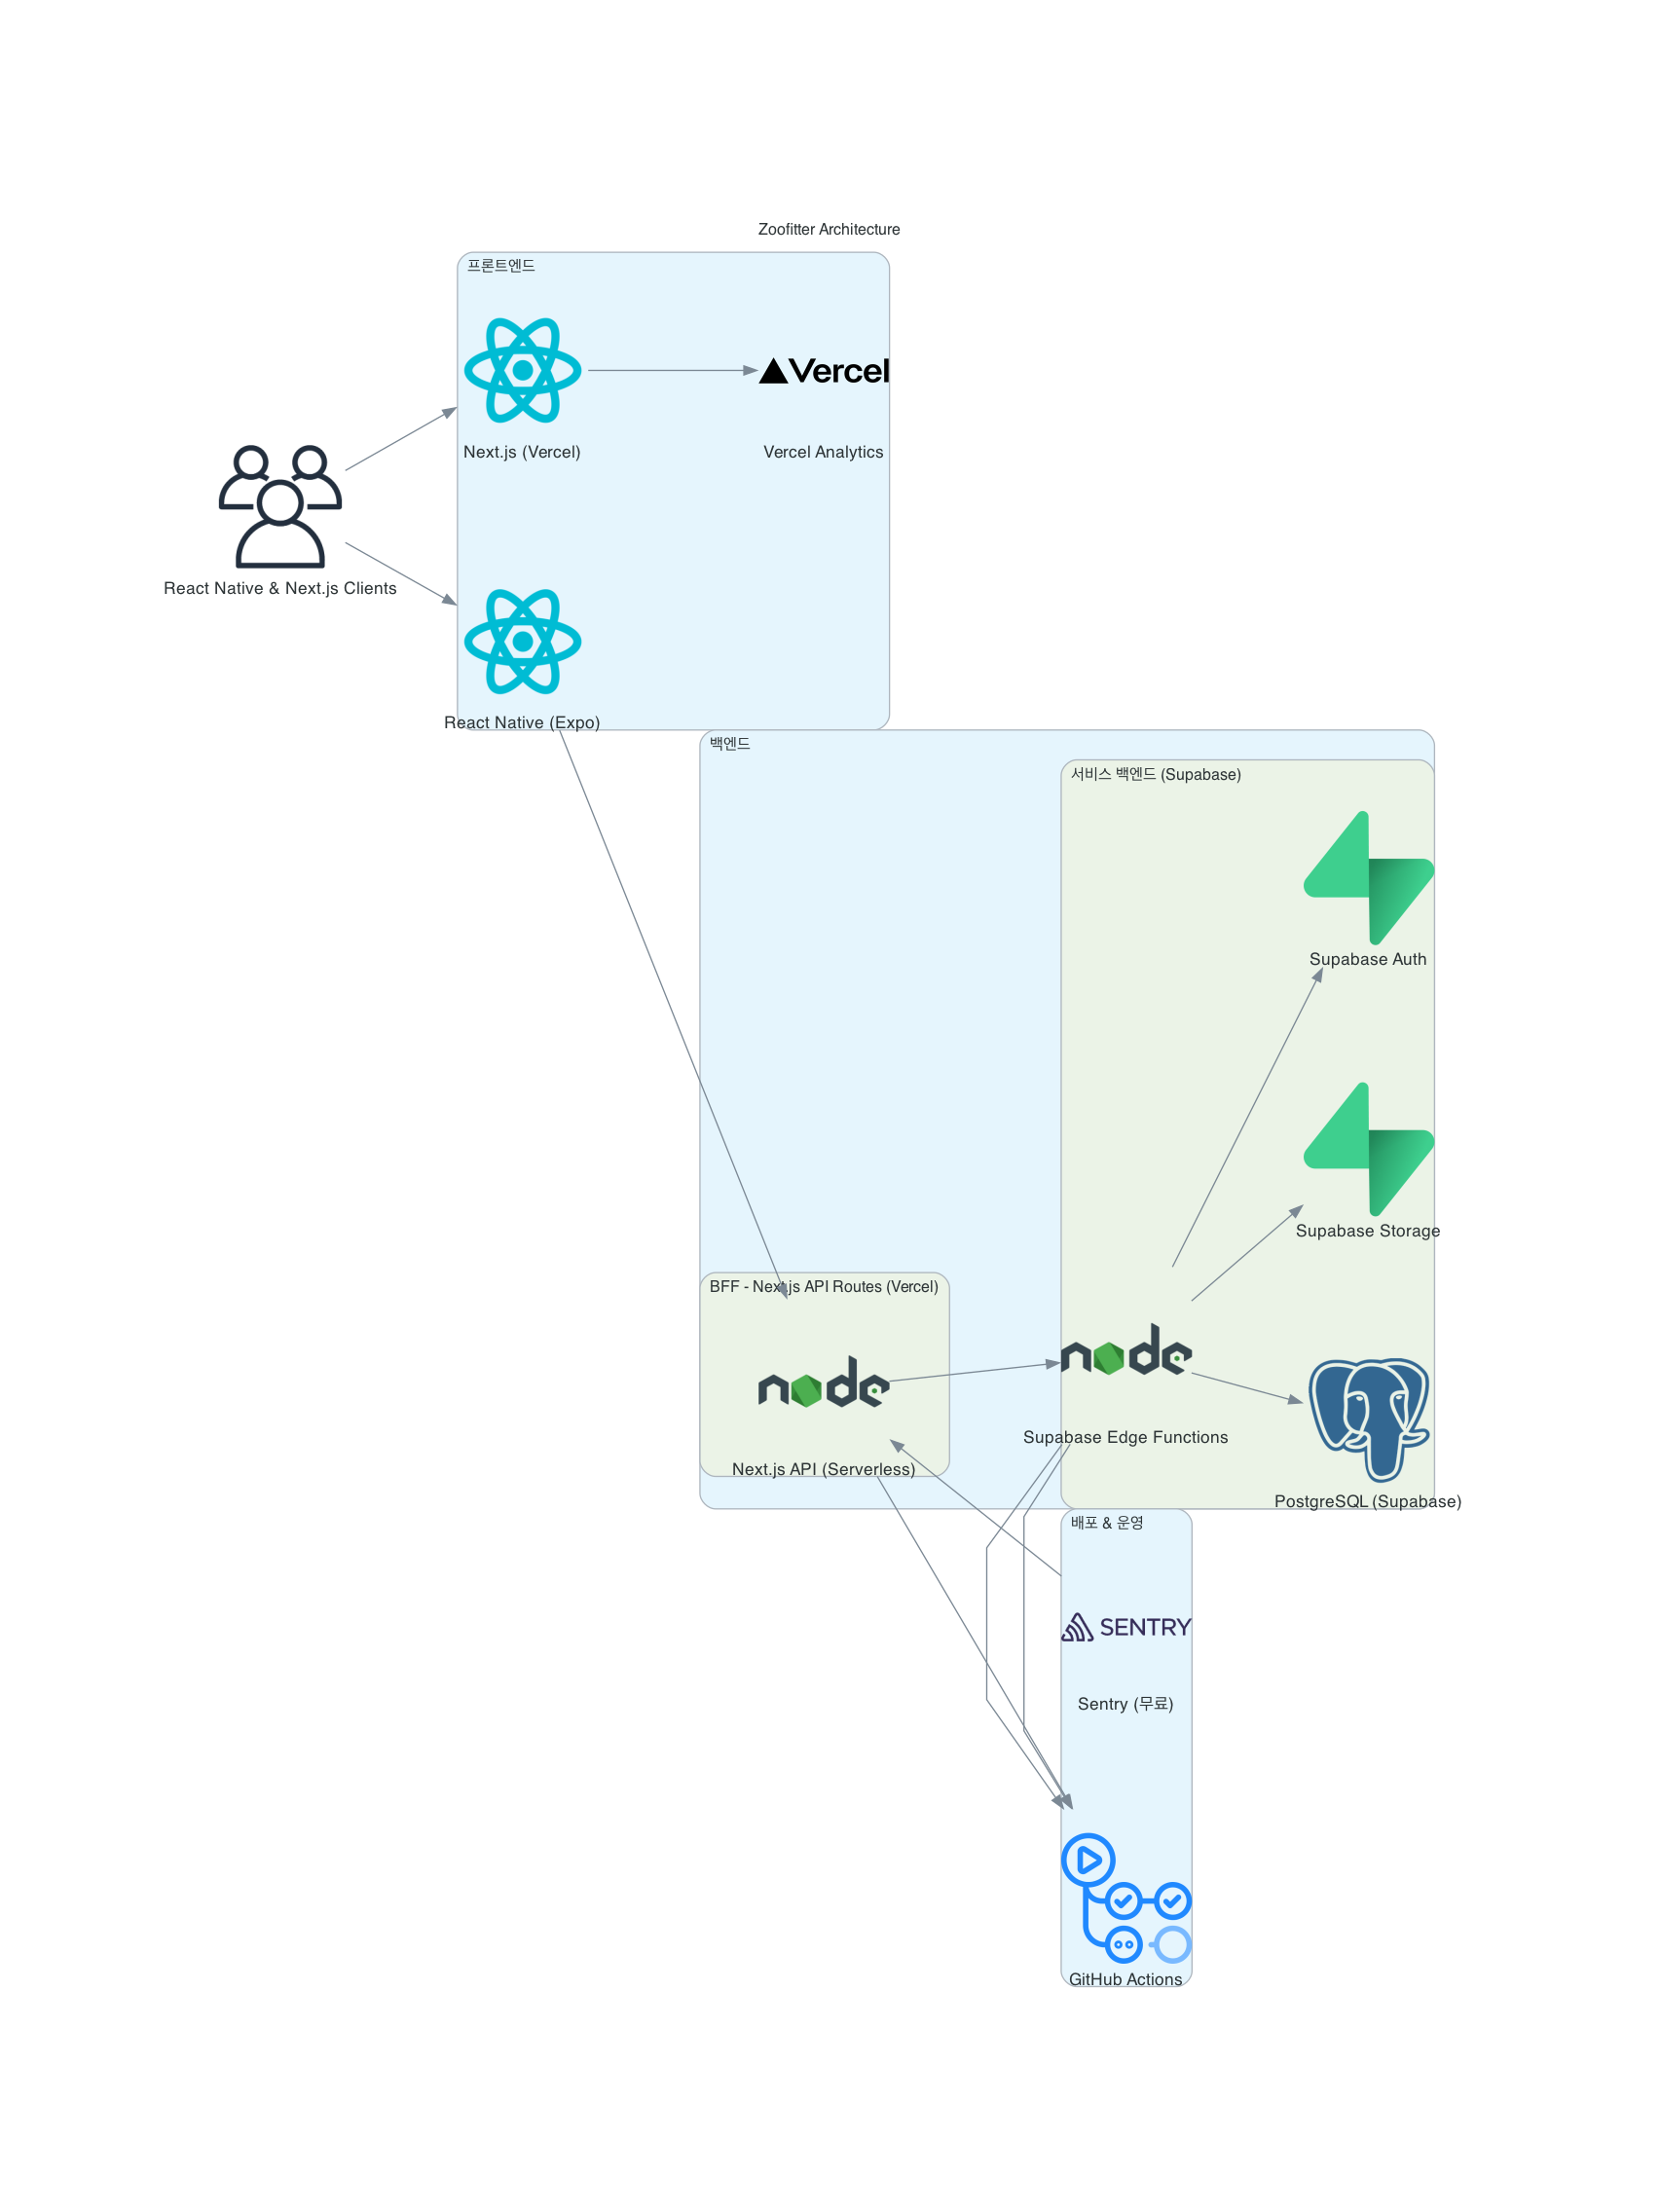 Zoofitter Architecture
프론트엔드
Vercel
Next.js (Vercel)
Vercel Analytics
React Native & Next.js Clients
React Native (Expo)
백엔드
서비스 백엔드 (Supabase)
Supabase Auth
Supabase Storage
BFF - Next.js API Routes (Vercel)
node
node
Supabase Edge Functions
Next.js API (Serverless)
PostgreSQL (Supabase)
배포 & 운영
SENTRY
Sentry (무료)
GitHub Actions